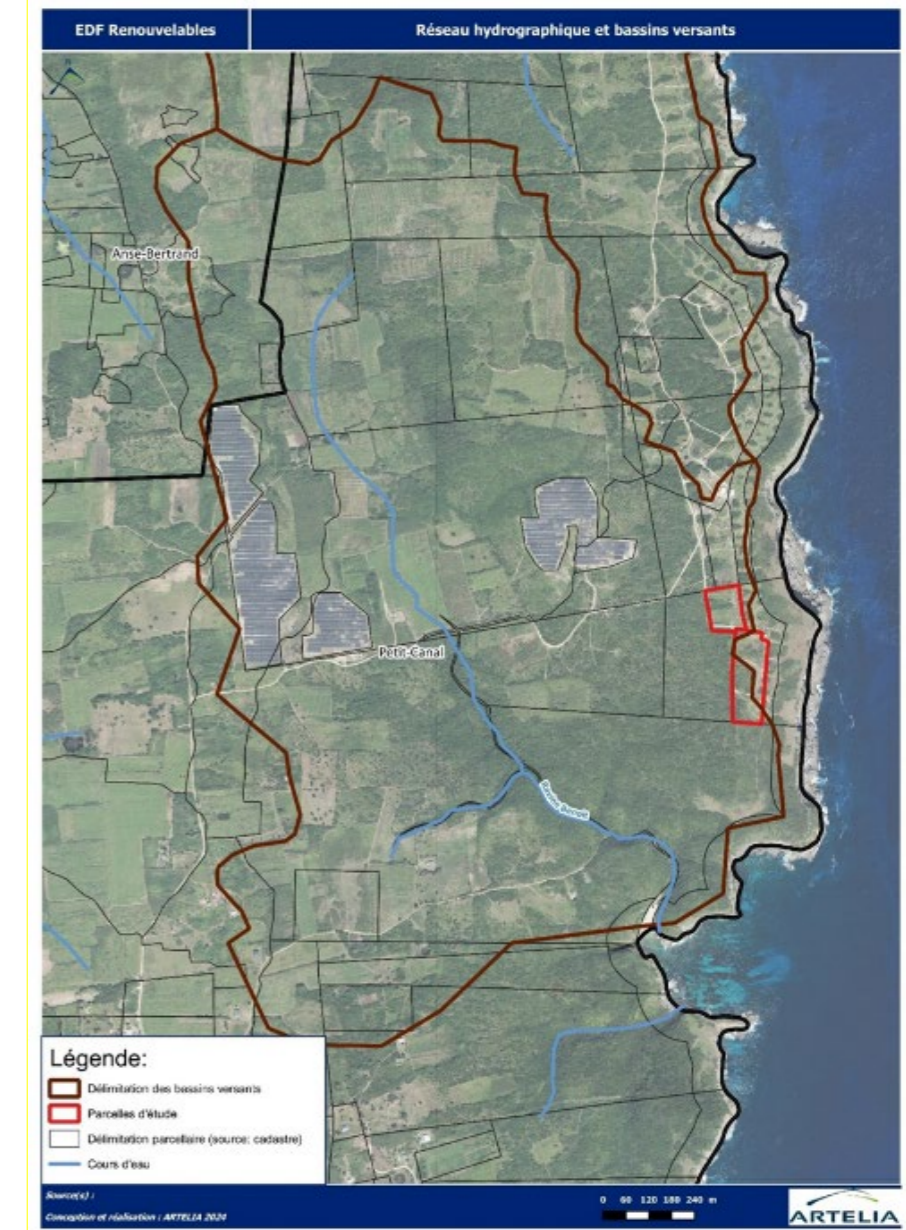 EDF Renouvelables
Réseau hydrographique et bassins versants
N
Anse-Bertrand
Petit-Canal
Légende:
Délimitation des bassins versants
Parcelles d'étude
Délimitation parcellaire (source: cadastre)
Cours d'eau
Source(s) :
Conception et réalisation : ARTELIA 2024
0 60 120 180 240 m
ARTELIA